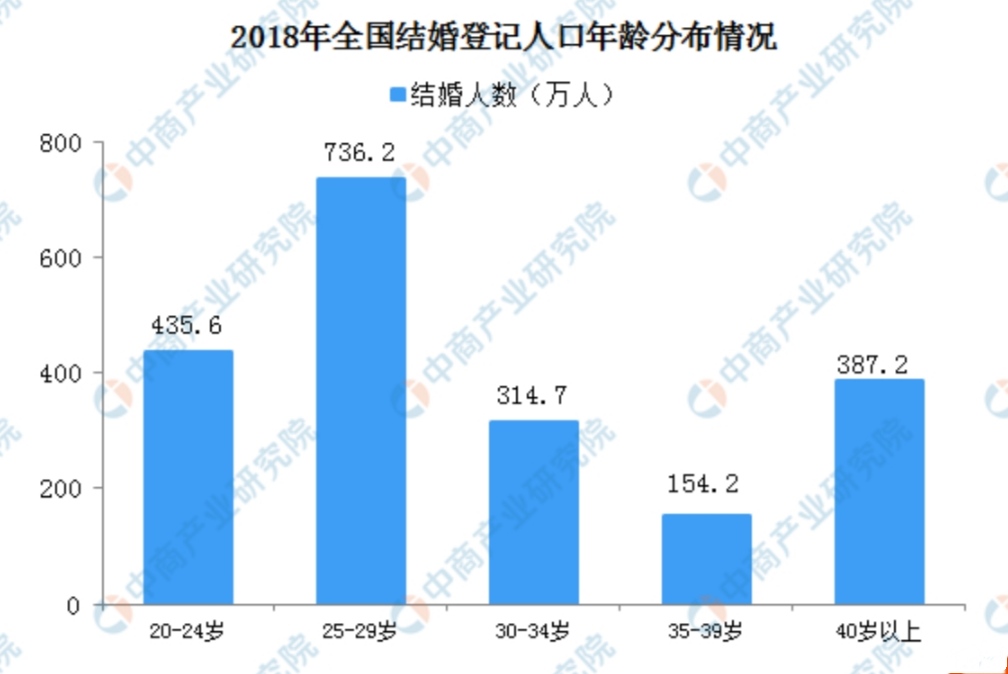 2018年全国结婚登记人口年龄分布情况
结婚人数（万人）
800
600
400
200
0
435.6
736.2
314.7
154.2
387.2
20-24岁
25-29岁
30-34岁
35-39岁
40岁以上
中商产业研究院